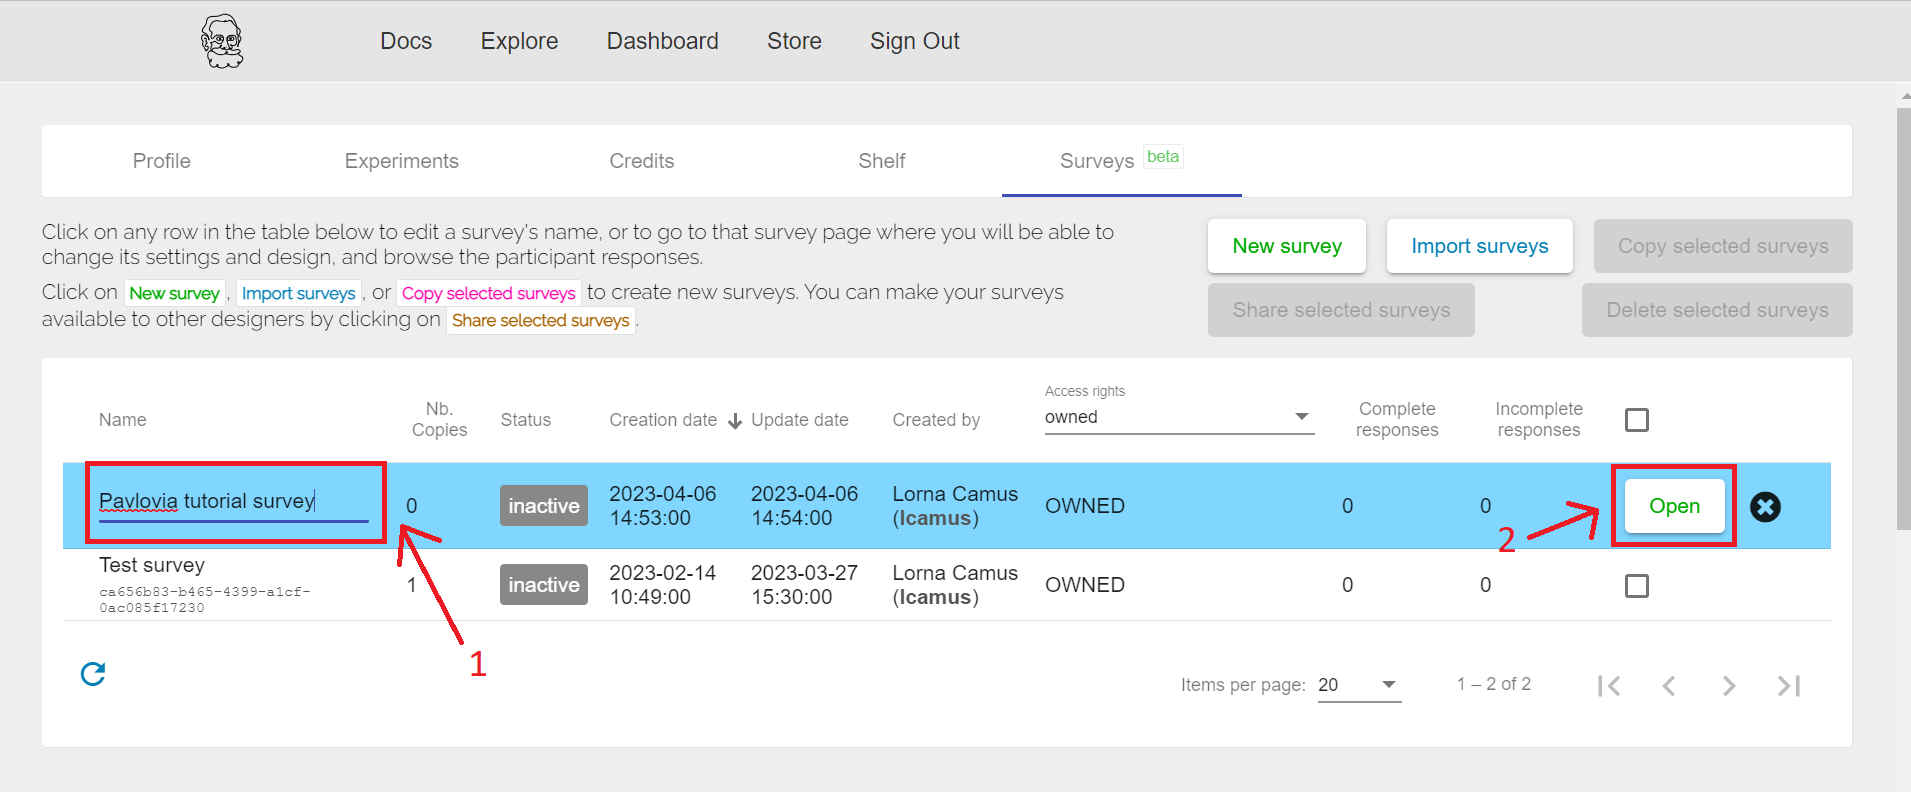 Docs Explore Dashboard Store Sign Out
Profile Experiments Credits Shelf Surveys beta
Click on any row in the table below to edit a survey's name, or to go to that survey page where you will be able to
change its settings and design, and browse the participant responses.
Click on New survey, Import surveys, or Copy selected surveys to create new surveys. You can make your surveys
available to other designers by clicking on Share selected surveys.
New survey Import surveys Copy selected surveys
Share selected surveys Delete selected surveys
Name
Nb.
Copies
Status
Creation date
Update date
Created by
Access rights
owned
Complete
responses
Incomplete
responses
Pavlovia tutorial survey
0
inactive
2023-04-06
14:53:00
2023-04-06
14:54:00
Lorna Camus
(lcamus)
OWNED
0
0
Open
1
2
Test survey
ca656b83-b465-4399-a1cf-
0ac085f17230
1
inactive
2023-02-14
10:49:00
2023-03-27
15:30:00
Lorna Camus
(lcamus)
OWNED
0
0
Items per page: 20 1 – 2 of 2